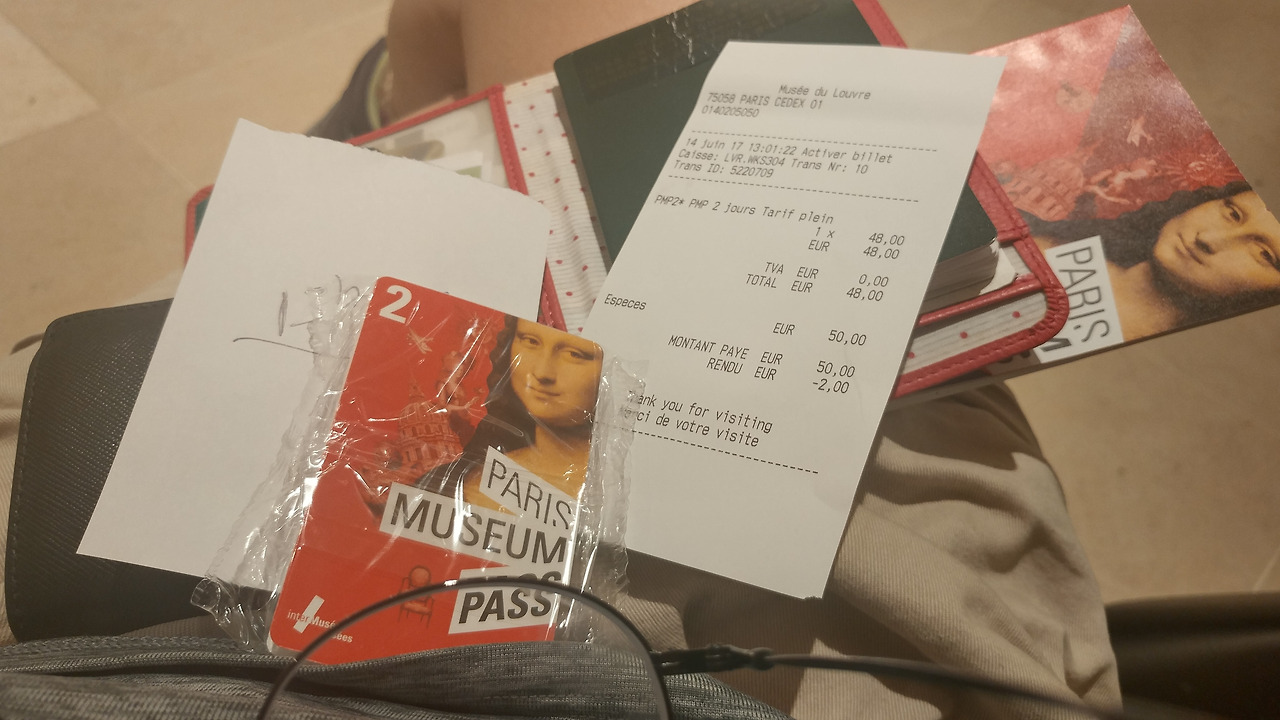 Musée du Louvre
75058 PARIS CEDEX 01
0140205050
14 juin 17 13:01:22 Activer billet
Caisse: LVR.WKS304 Trans Nr: 10
Trans ID: 5220709
PMP2* PMP 2 jours Tarif plein
1 x 48,00
EUR 48,00
TVA EUR 0,00
TOTAL EUR 48,00
Especes
EUR 50,00
MONTANT PAYE EUR 50,00
RENDU EUR -2,00
you for visiting
de votre visite
2
PARIS
MUSEUM
PASS
PARIS